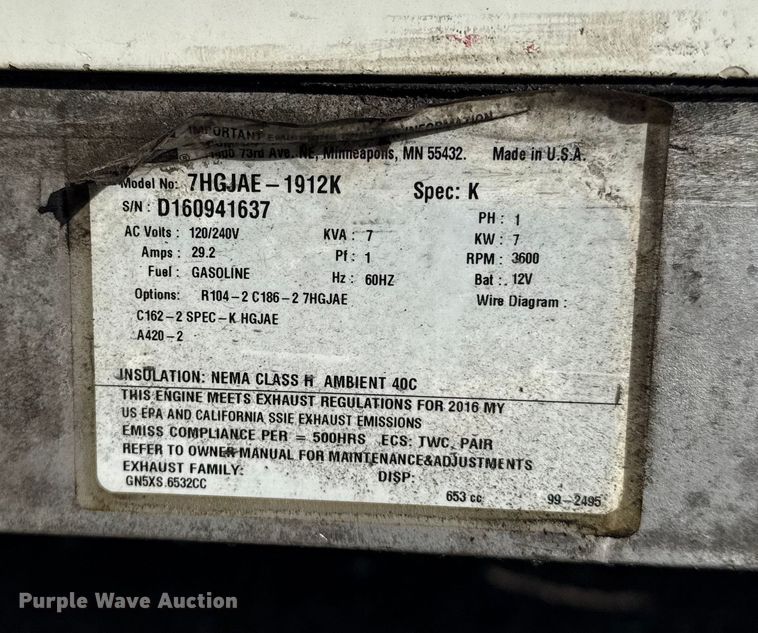 IMPORTANT INFORMATION
73rd Ave. NE, Minneapolis, MN 55432. Made in U.S.A.
Model No: 7HGJAE-1912K Spec: K
S/N: D160941637 PH: 1
AC Volts: 120/240V KVA: 7 KW: 7
Amps: 29.2 Pf: 1 RPM: 3600
Fuel: GASOLINE Hz: 60HZ Bat:. 12V
Options: R104-2 C186-2 7HGJAE Wire Diagram:
C162-2 SPEC-K HGJAE
A420-2
INSULATION: NEMA CLASS H AMBIENT 40C
THIS ENGINE MEETS EXHAUST REGULATIONS FOR 2016 MY
US EPA AND CALIFORNIA SSIE EXHAUST EMISSIONS
EMISS COMPLIANCE PER = 500HRS ECS: TWC, PAIR
REFER TO OWNER MANUAL FOR MAINTENANCE&ADJUSTMENTS
EXHAUST FAMILY: DISP:
GN5XS.6532CC 653 cc 99-2495
Purple Wave Auction